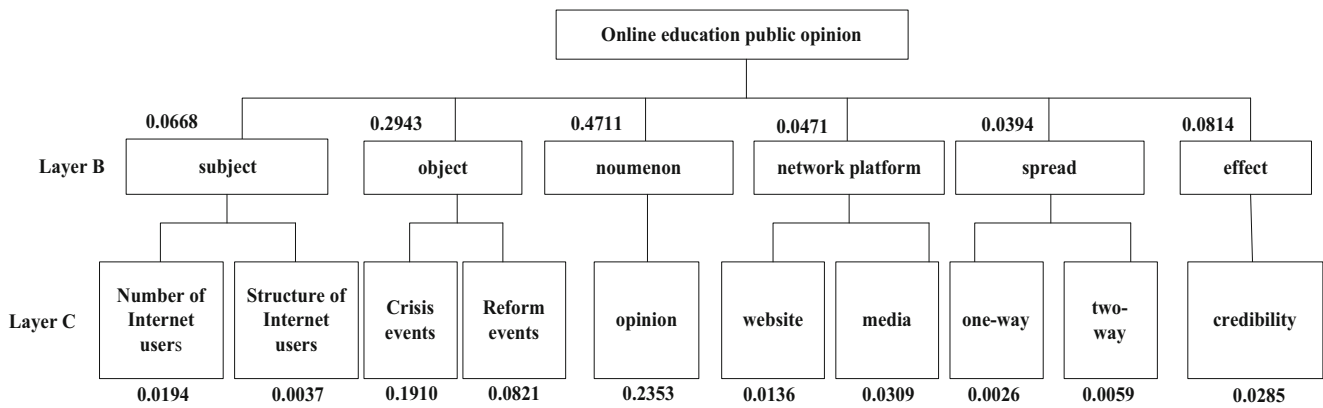 Online education public opinion
0.0668
0.2943
0.4711
0.0471
0.0394
0.0814
Layer B
subject
object
noumenon
network platform
spread
effect
Layer C
Number of
Internet
users
Structure of
Internet
users
Crisis
events
Reform
events
opinion
website
media
one-way
two-
way
credibility
0.0194
0.0037
0.1910
0.0821
0.2353
0.0136
0.0309
0.0026
0.0059
0.0285